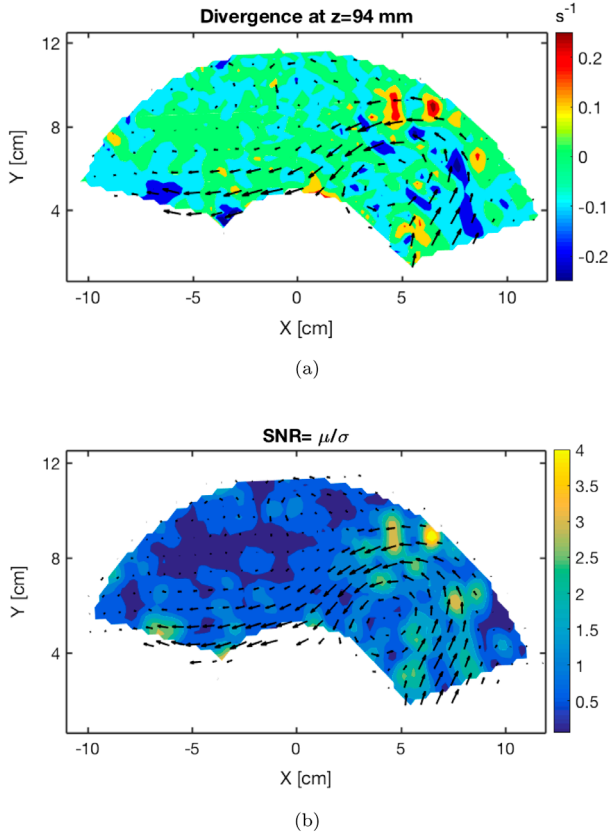 Divergence at z=94 mm
s⁻¹
12
8
4
Y [cm]
-10 -5 0 5 10
X [cm]
0.2
0.1
0
-0.1
-0.2
(a)
SNR= μ/σ
12
8
4
Y [cm]
-10 -5 0 5 10
X [cm]
4
3.5
3
2.5
2
1.5
1
0.5
(b)